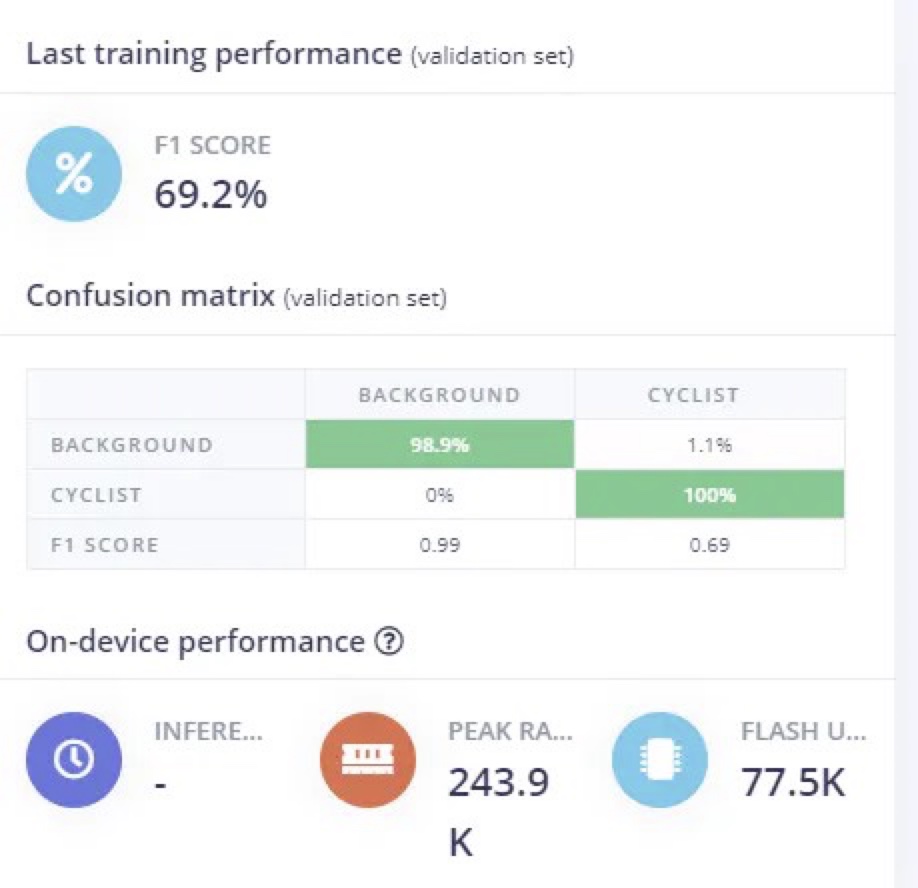 Last training performance (validation set)
%
F1 SCORE
69.2%
Confusion matrix (validation set)
BACKGROUND CYCLIST
BACKGROUND 98.9% 1.1%
CYCLIST 0% 100%
F1 SCORE 0.99 0.69
On-device performance ?
INFERE... PEAK RA... FLASH U...
- 243.9 77.5K
K